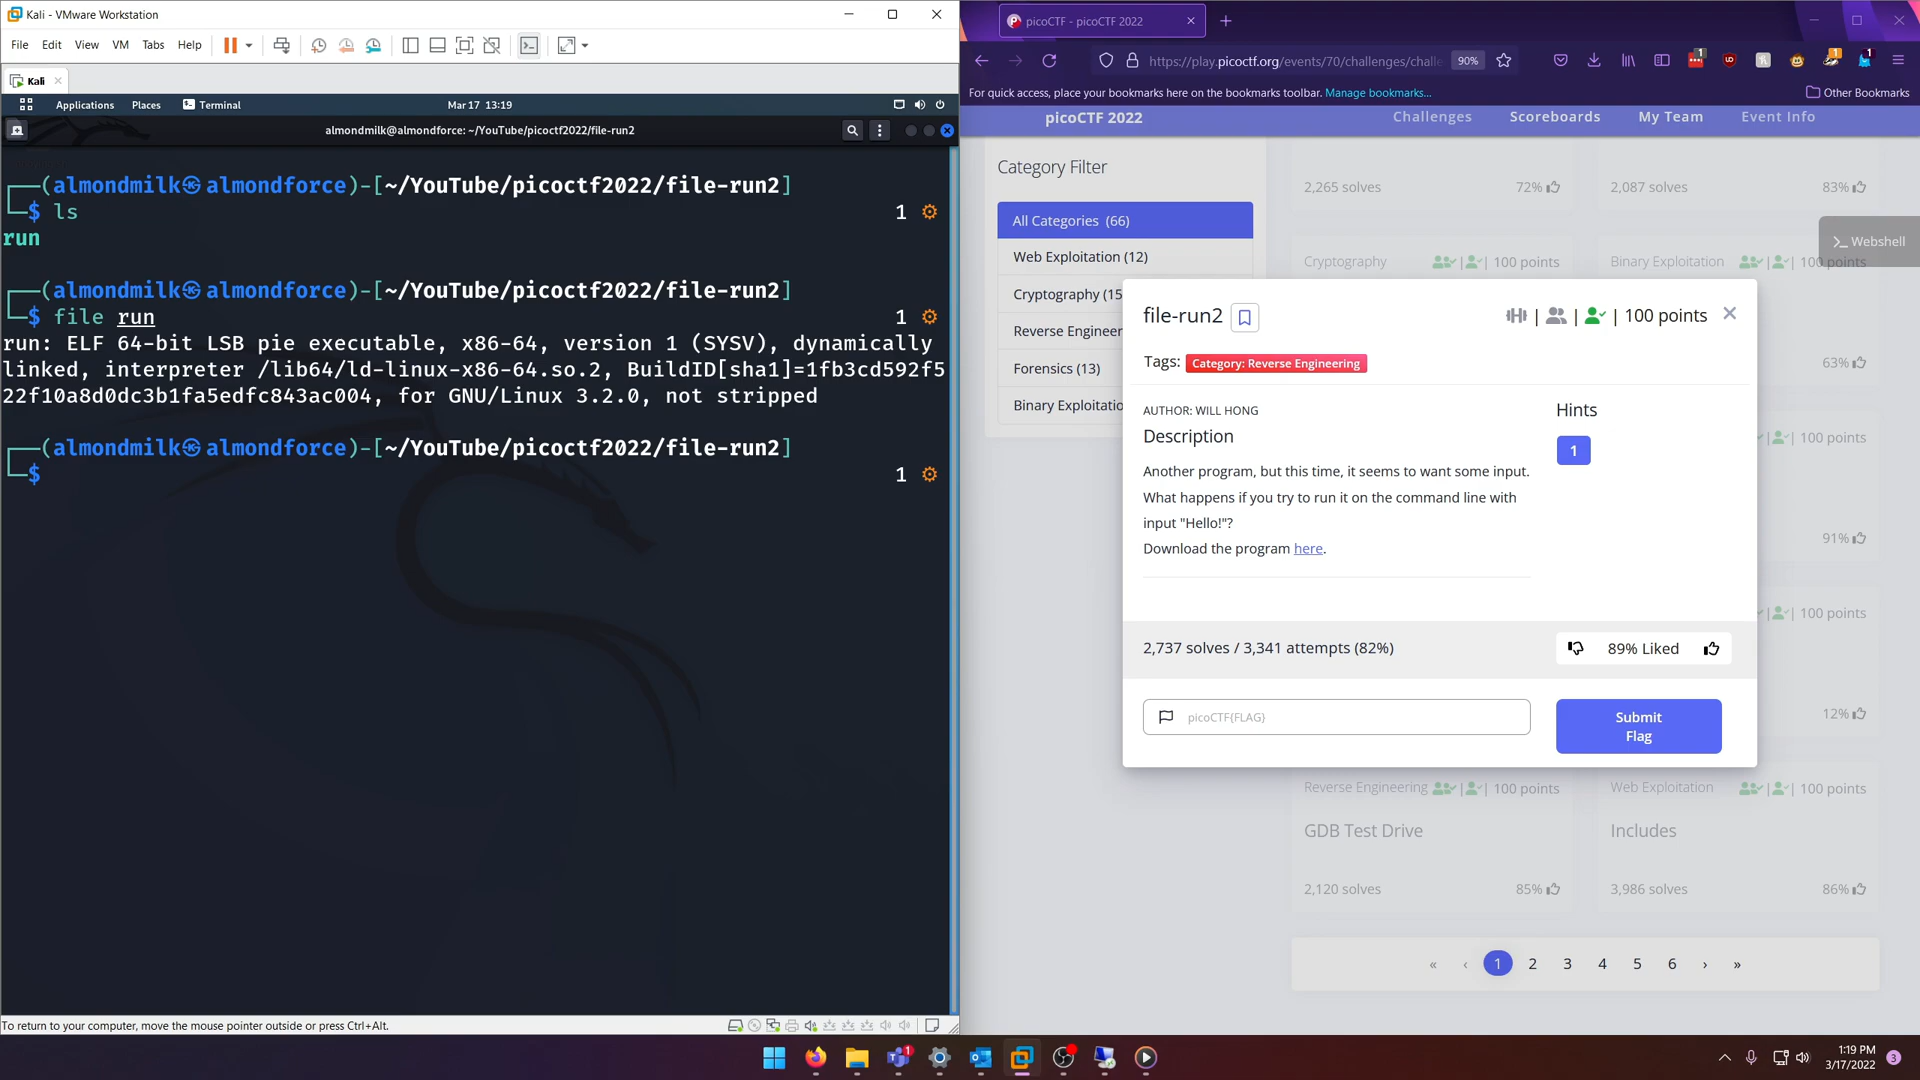 Kali - VMware Workstation
File Edit View VM Tabs Help
Kali
Applications Places Terminal Mar 17 13:19
almondmilk@almondforce: ~/YouTube/picoctf2022/file-run2
┌──(almondmilk㉿almondforce)-[~/YouTube/picoctf2022/file-run2]
└─$ ls 1 ⚙
run
┌──(almondmilk㉿almondforce)-[~/YouTube/picoctf2022/file-run2]
└─$ file run 1 ⚙
run: ELF 64-bit LSB pie executable, x86-64, version 1 (SYSV), dynamically
linked, interpreter /lib64/ld-linux-x86-64.so.2, BuildID[sha1]=1fb3cd592f5
22f10a8d0dc3b1fa5edfc843ac004, for GNU/Linux 3.2.0, not stripped
┌──(almondmilk㉿almondforce)-[~/YouTube/picoctf2022/file-run2]
└─$ 1 ⚙
To return to your computer, move the mouse pointer outside or press Ctrl+Alt.
picoCTF - picoCTF 2022
https://play.picoctf.org/events/70/challenges/challe
90%
For quick access, place your bookmarks here on the bookmarks toolbar. Manage bookmarks...
Other Bookmarks
picoCTF 2022 Challenges Scoreboards My Team Event Info
Category Filter
All Categories (66)
Web Exploitation (12)
Cryptography (15
Reverse Engineer
Forensics (13)
Binary Exploitatio
2,265 solves 72%
2,087 solves 83%
Webshell
Cryptography | | 100 points
Binary Exploitation | | 100 points
file-run2
| | 100 points
Tags: Category: Reverse Engineering
AUTHOR: WILL HONG
Description
Another program, but this time, it seems to want some input.
What happens if you try to run it on the command line with
input "Hello!"?
Download the program here.
Hints
1
2,737 solves / 3,341 attempts (82%)
89% Liked
picoCTF{FLAG}
Submit
Flag
63%
| 100 points
91%
| 100 points
12%
Reverse Engineering | | 100 points
GDB Test Drive
2,120 solves 85%
Web Exploitation | | 100 points
Includes
3,986 solves 86%
« ‹ 1 2 3 4 5 6 › »
1:19 PM
3/17/2022
3